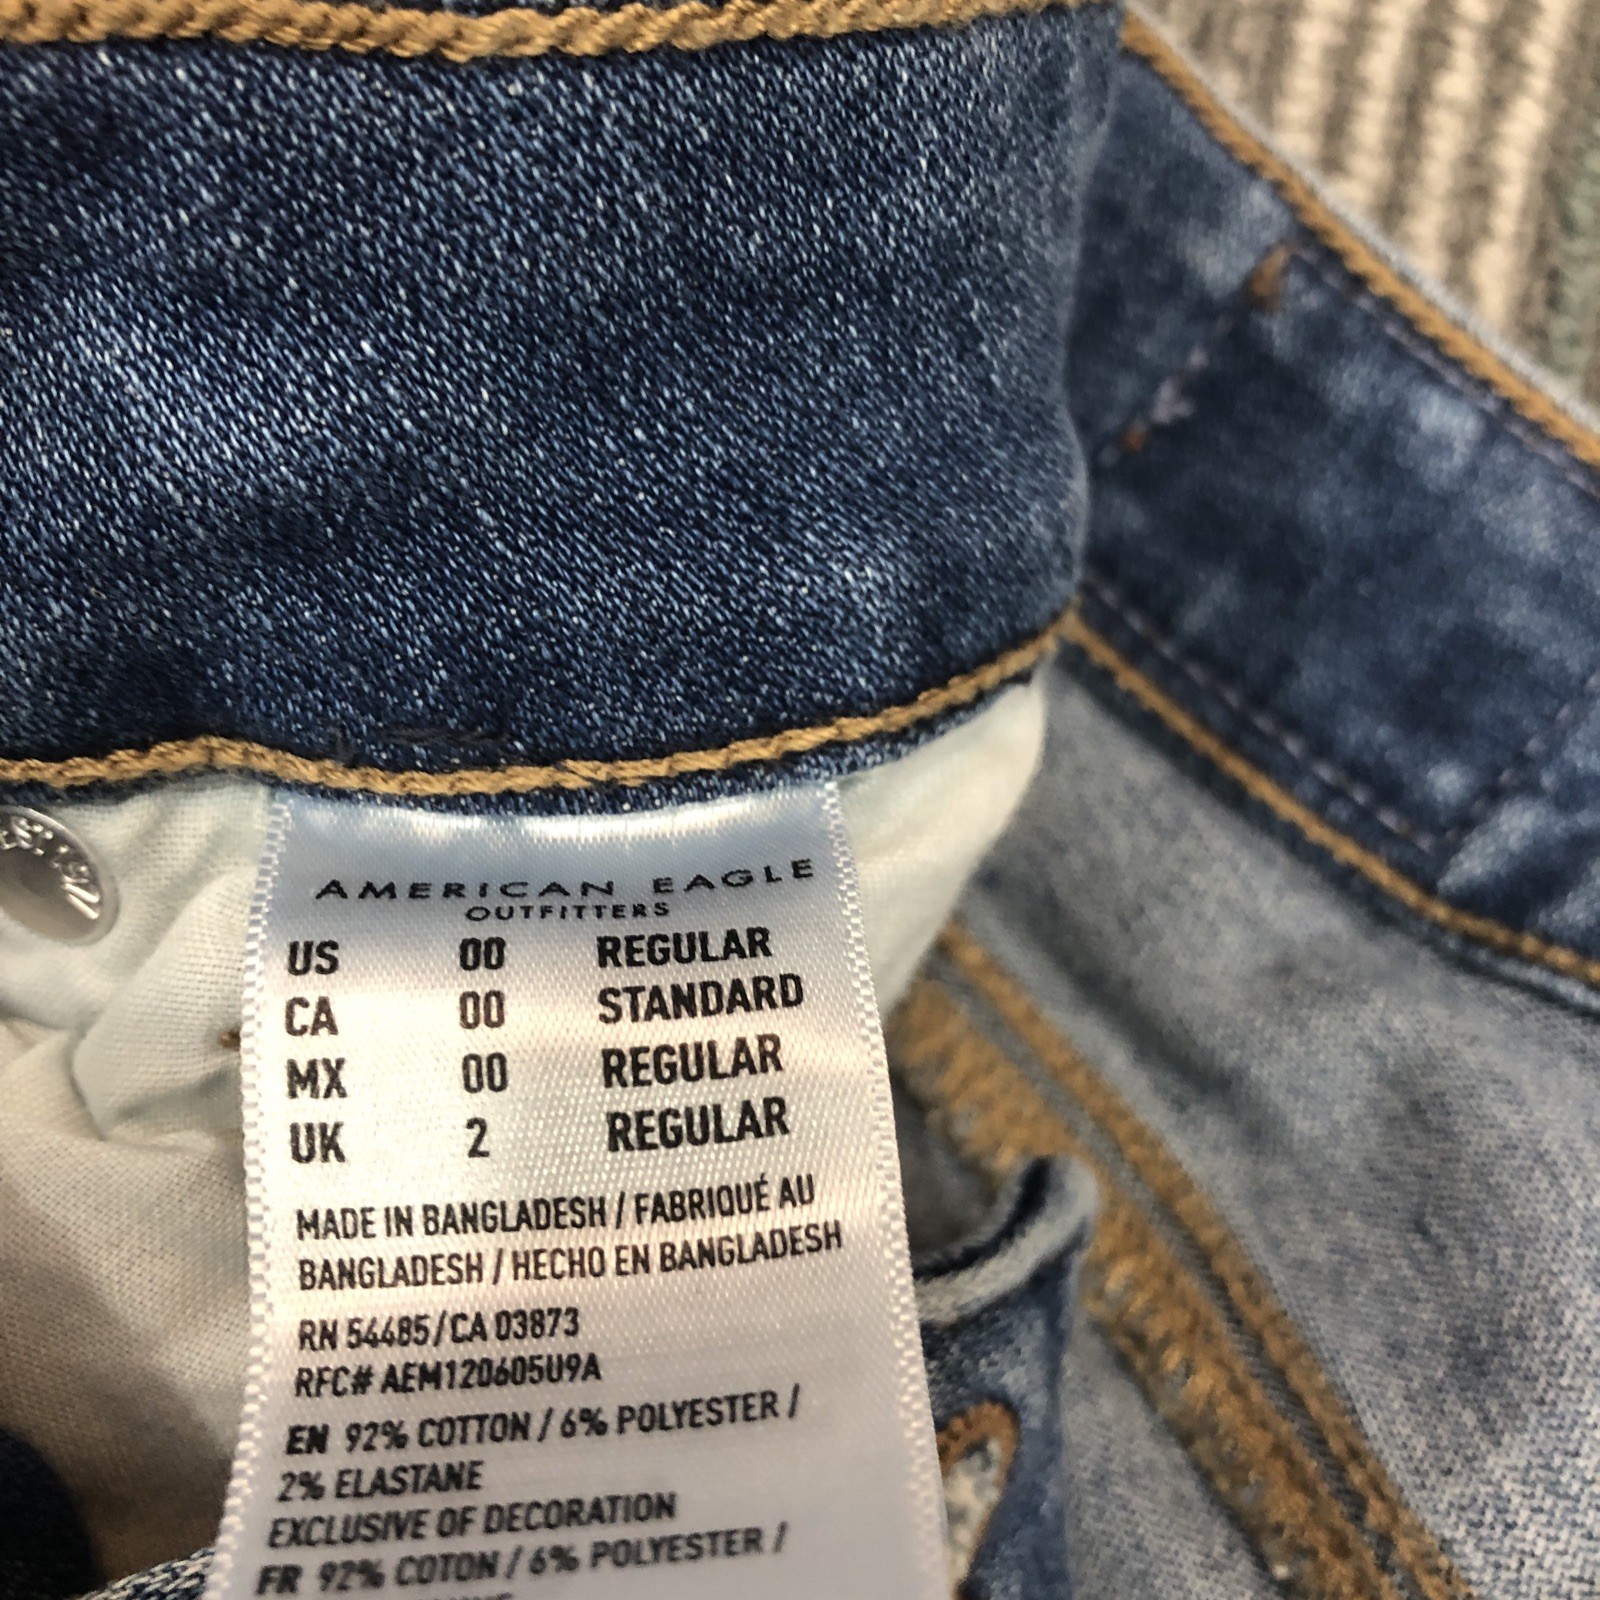 AMERICAN EAGLE
OUTFITTERS
US 00 REGULAR
CA 00 STANDARD
MX 00 REGULAR
UK 2 REGULAR
MADE IN BANGLADESH / FABRIQUÉ AU
BANGLADESH / HECHO EN BANGLADESH
RN 54485/CA 03873
RFC# AEM120605U9A
EN 92% COTTON / 6% POLYESTER /
2% ELASTANE
EXCLUSIVE OF DECORATION
FR 92% COTON / 6% POLYESTER /